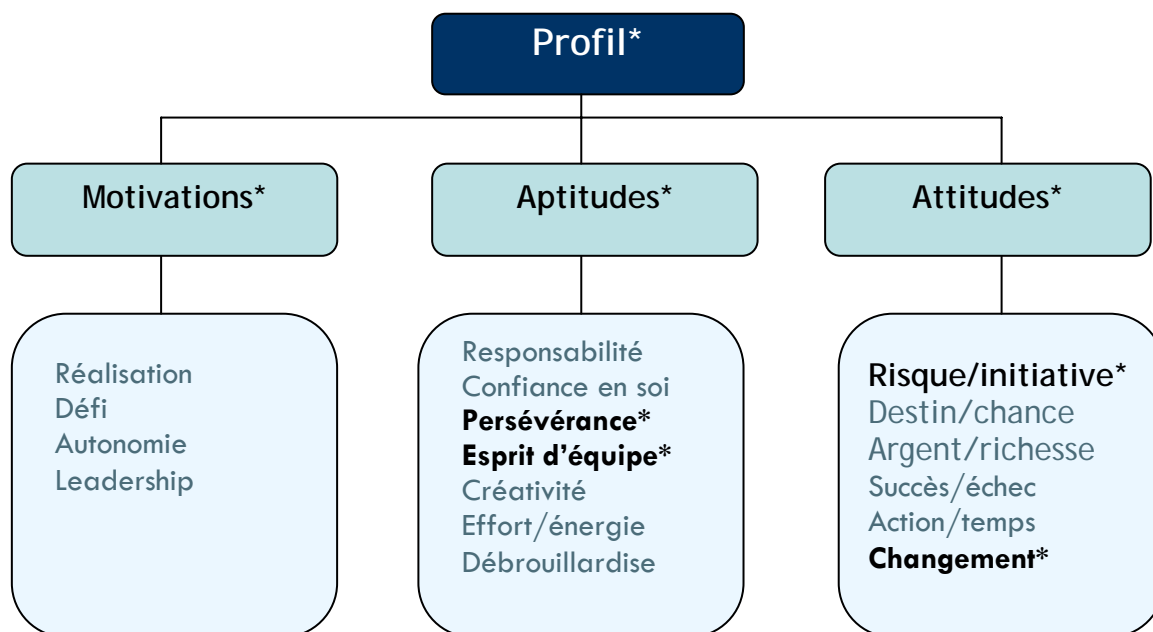 Profil*
Motivations*
Aptitudes*
Attitudes*
Réalisation
Défi
Autonomie
Leadership
Responsabilité
Confiance en soi
Persévérance*
Esprit d'équipe*
Créativité
Effort/énergie
Débrouillardise
Risque/initiative*
Destin/chance
Argent/richesse
Succès/échec
Action/temps
Changement*